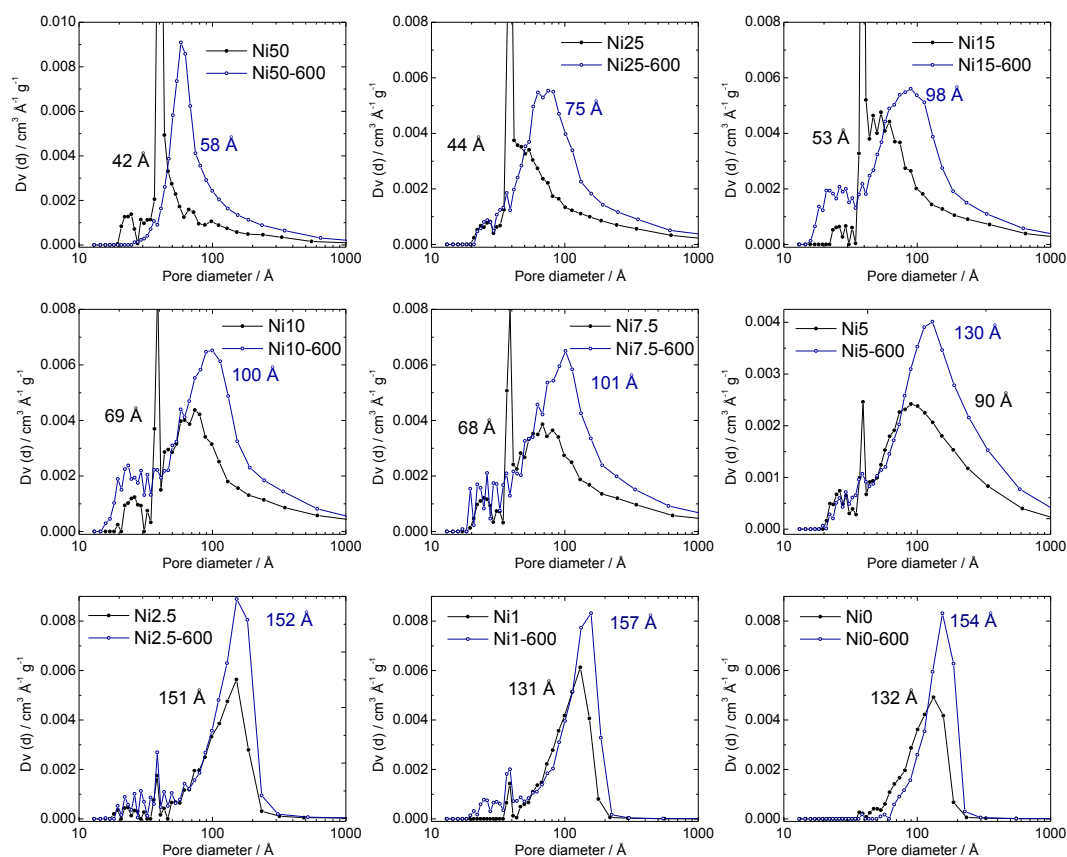 0.010
0.008
0.006
0.004
0.002
0.000
Dv (d) / cm³ Å⁻¹ g⁻¹
Ni50
Ni50-600
42 Å
58 Å
10 100 1000
Pore diameter / Å
0.008
0.006
0.004
0.002
0.000
Dv (d) / cm³ Å⁻¹ g⁻¹
Ni25
Ni25-600
75 Å
44 Å
10 100 1000
Pore diameter / Å
0.008
0.006
0.004
0.002
0.000
Dv (d) / cm³ Å⁻¹ g⁻¹
Ni15
Ni15-600
98 Å
53 Å
10 100 1000
Pore diameter / Å
0.008
0.006
0.004
0.002
0.000
Dv (d) / cm³ Å⁻¹ g⁻¹
Ni10
Ni10-600
100 Å
69 Å
10 100 1000
Pore diameter / Å
0.008
0.006
0.004
0.002
0.000
Dv (d) / cm³ Å⁻¹ g⁻¹
Ni7.5
Ni7.5-600
101 Å
68 Å
10 100 1000
Pore diameter / Å
0.004
0.003
0.002
0.001
0.000
Dv (d) / cm³ Å⁻¹ g⁻¹
Ni5
Ni5-600
130 Å
90 Å
10 100 1000
Pore diameter / Å
0.008
0.006
0.004
0.002
0.000
Dv (d) / cm³ Å⁻¹ g⁻¹
Ni2.5
Ni2.5-600
152 Å
151 Å
10 100 1000
Pore diameter / Å
0.008
0.006
0.004
0.002
0.000
Dv (d) / cm³ Å⁻¹ g⁻¹
Ni1
Ni1-600
157 Å
131 Å
10 100 1000
Pore diameter / Å
0.008
0.006
0.004
0.002
0.000
Dv (d) / cm³ Å⁻¹ g⁻¹
Ni0
Ni0-600
154 Å
132 Å
10 100 1000
Pore diameter / Å